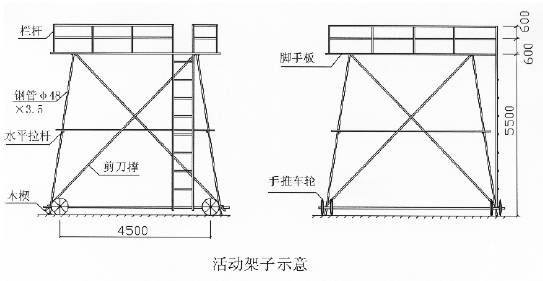 栏杆
钢管φ48
×3.5
水平拉杆
剪刀撑
木楔
4500
脚手板
手推车轮
600
600
5500
活动架子示意